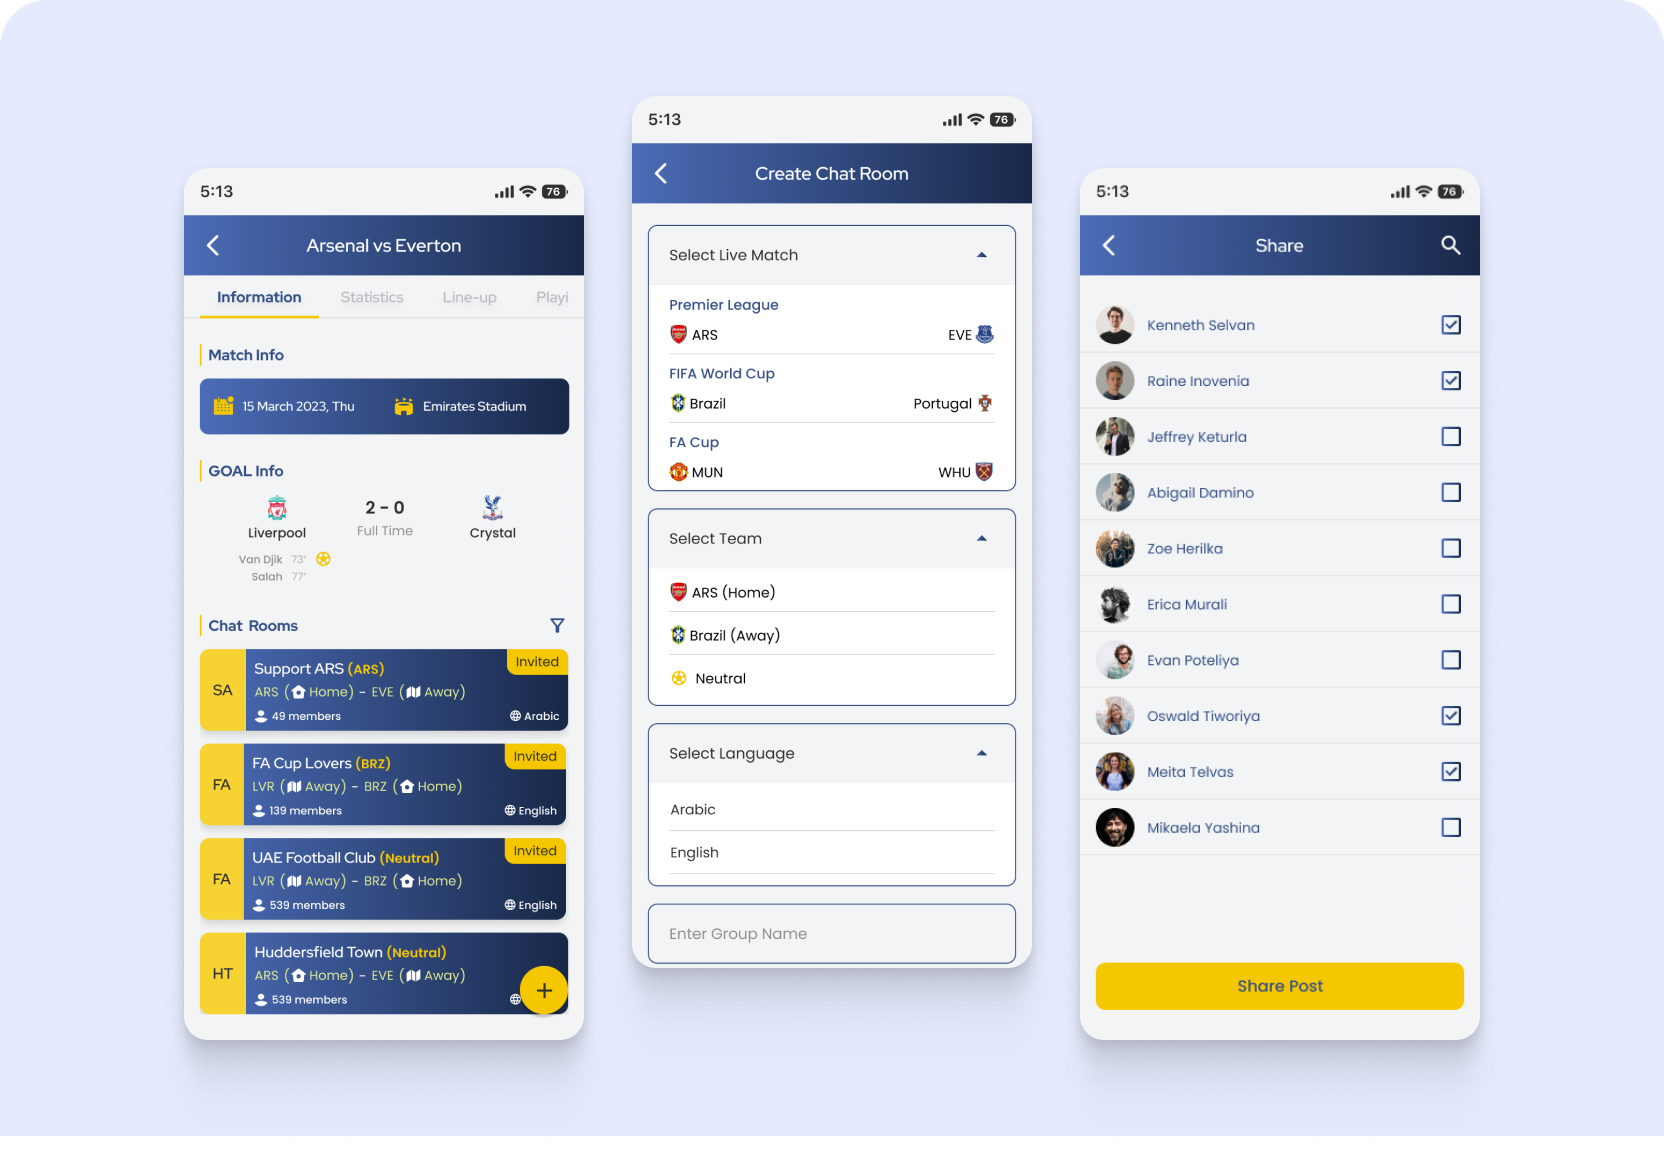 5:13
76
Arsenal vs Everton
Information Statistics Line-up Playi
Match Info
15 March 2023, Thu Emirates Stadium
GOAL Info
2 - 0
Liverpool Full Time Crystal
Van Djik 73'
Salah 77'
Chat Rooms
SA
Support ARS (ARS)
Invited
ARS ( Home) - EVE ( Away)
49 members
Arabic
FA
FA Cup Lovers (BRZ)
Invited
LVR ( Away) - BRZ ( Home)
139 members
English
FA
UAE Football Club (Neutral)
Invited
LVR ( Away) - BRZ ( Home)
539 members
English
HT
Huddersfield Town (Neutral)
ARS ( Home) - EVE ( Away)
539 members
+
5:13
76
Create Chat Room
Select Live Match
Premier League
ARS EVE
FIFA World Cup
Brazil Portugal
FA Cup
MUN WHU
Select Team
ARS (Home)
Brazil (Away)
Neutral
Select Language
Arabic
English
Enter Group Name
5:13
76
Share
Kenneth Selvan
Raine Inovenia
Jeffrey Keturla
Abigail Damino
Zoe Herilka
Erica Murali
Evan Poteliya
Oswald Tiworiya
Meita Telvas
Mikaela Yashina
Share Post